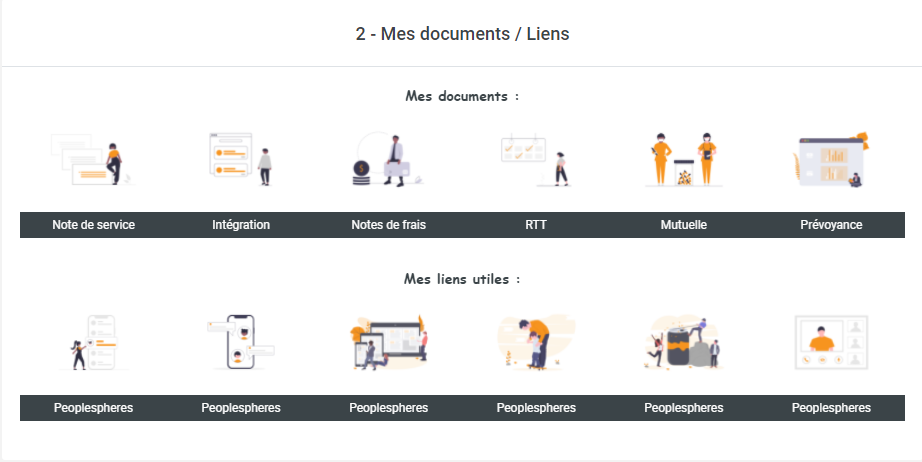 2 - Mes documents / Liens
Mes documents :
Note de service Intégration Notes de frais RTT Mutuelle Prévoyance
Mes liens utiles :
Peoplespheres Peoplespheres Peoplespheres Peoplespheres Peoplespheres Peoplespheres